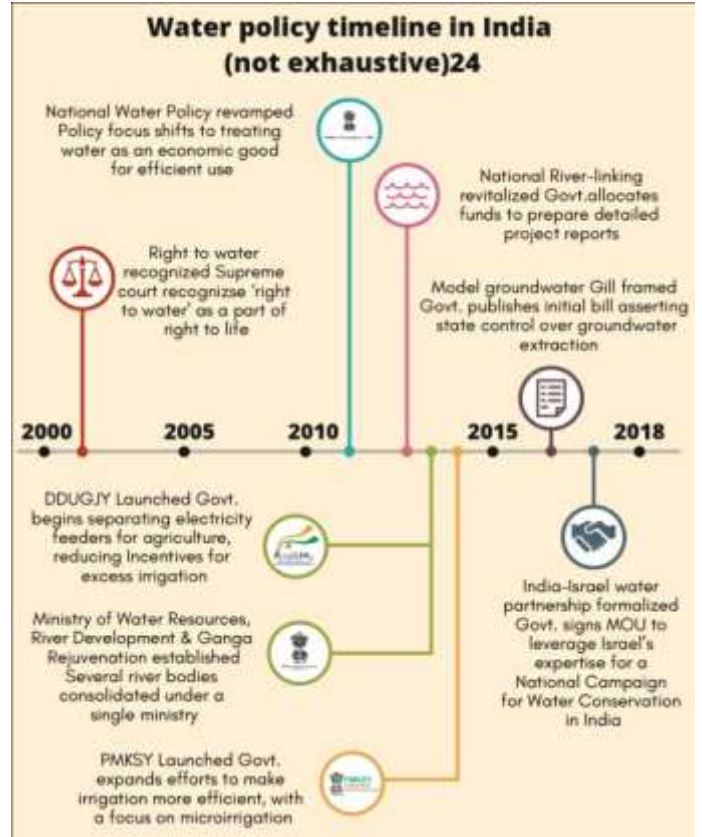 Water policy timeline in India
(not exhaustive)24
National Water Policy revamped
Policy focus shifts to treating
water as an economic good
for efficient use
National River-linking
revitalized Govt.allocates
funds to prepare detailed
project reports
Right to water
recognized Supreme
court recognizse 'right
to water' as a part of
right to life
Model groundwater Gill framed
Govt. publishes initial bill asserting
state control over groundwater
extraction
2000
2005
2010
2015
2018
DDUGJY Launched Govt.
begins separating electricity
feeders for agriculture,
reducing Incentives for
excess irrigation
Ministry of Water Resources,
River Development & Ganga
Rejuvenation established
Several river bodies
consolidated under a
single ministry
India-Israel water
partnership formalized
Govt. signs MOU to
leverage Israel's
expertise for a
National Campaign
for Water Conservation
in India
PMKSY Launched Govt.
expands efforts to make
irrigation more efficient, with
a focus on microirrigation
PMKSY